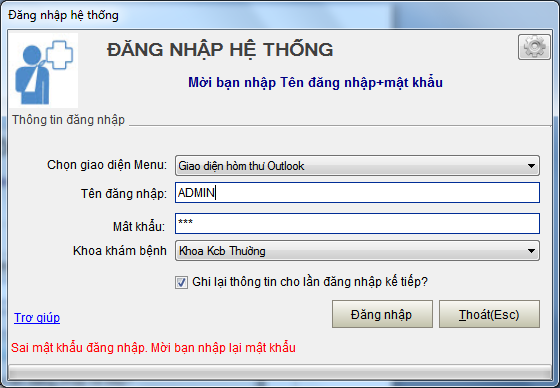 Đăng nhập hệ thống
ĐĂNG NHẬP HỆ THỐNG
Mời bạn nhập Tên đăng nhập+mật khẩu
Thông tin đăng nhập
Chọn giao diện Menu: Giao diện hòm thư Outlook
Tên đăng nhập: ADMIN
Mật khẩu: ***
Khoa khám bệnh Khoa Kcb Thường
Ghi lại thông tin cho lần đăng nhập kế tiếp?
Trợ giúp Đăng nhập Thoát(Esc)
Sai mật khẩu đăng nhập. Mời bạn nhập lại mật khẩu